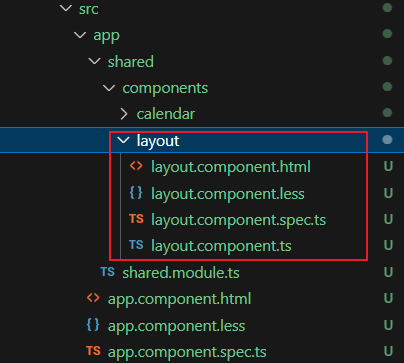 src
app
shared
components
calendar
layout
<> layout.component.html U
{ } layout.component.less U
TS layout.component.spec.ts U
TS layout.component.ts U
TS shared.module.ts U
<> app.component.html U
{ } app.component.less U
TS app.component.spec.ts U